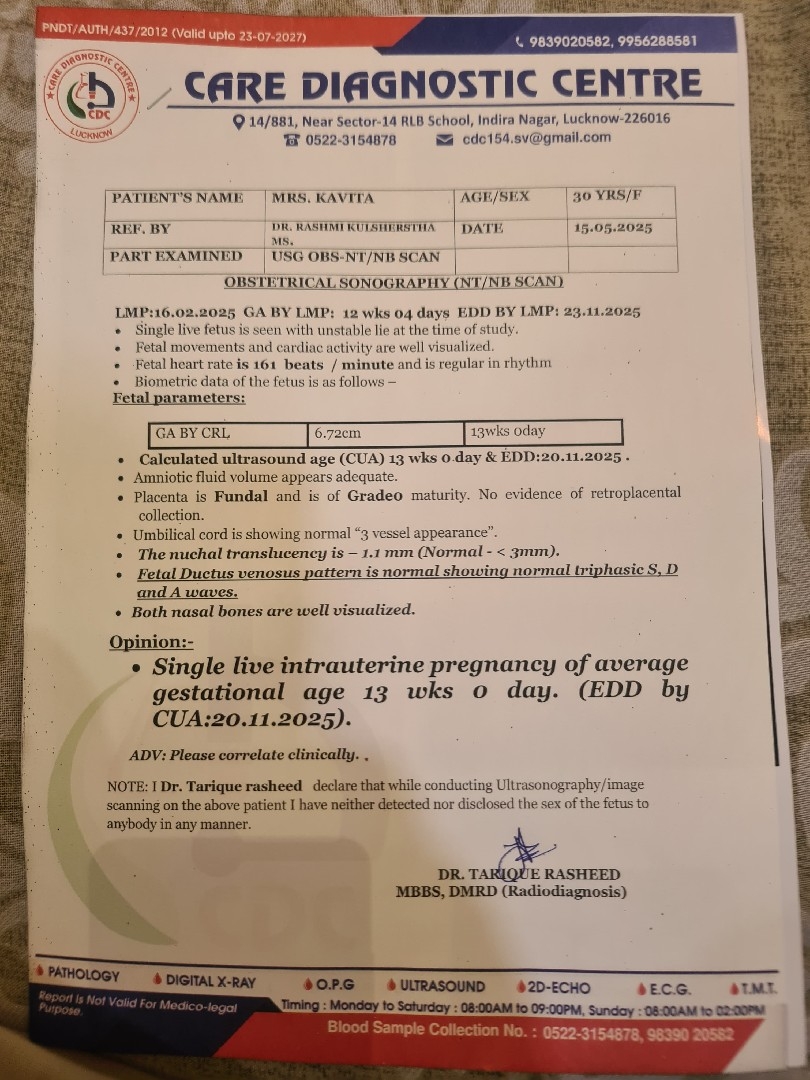 PNDT/AUTH/437/2012 (Valid upto 23-07-2027)
9839020582, 9956288581
CARE DIAGNOSTIC CENTRE
CDC
LUCKNOW
CARE DIAGNOSTIC CENTRE
14/881, Near Sector-14 RLB School, Indira Nagar, Lucknow-226016
0522-3154878 cdc154.sv@gmail.com
PATIENT'S NAME MRS. KAVITA AGE/SEX 30 YRS/F
REF. BY DR. RASHMI KULSHERSTHA MS. DATE 15.05.2025
PART EXAMINED USG OBS-NT/NB SCAN
OBSTETRICAL SONOGRAPHY (NT/NB SCAN)
LMP:16.02.2025 GA BY LMP: 12 wks 04 days EDD BY LMP: 23.11.2025
• Single live fetus is seen with unstable lie at the time of study.
• Fetal movements and cardiac activity are well visualized.
• Fetal heart rate is 161 beats / minute and is regular in rhythm
• Biometric data of the fetus is as follows –
Fetal parameters:
GA BY CRL 6.72cm 13wks 0day
• Calculated ultrasound age (CUA) 13 wks 0 day & EDD:20.11.2025 .
• Amniotic fluid volume appears adequate.
• Placenta is Fundal and is of Grade0 maturity. No evidence of retroplacental
collection.
• Umbilical cord is showing normal "3 vessel appearance".
• The nuchal translucency is – 1.1 mm (Normal - < 3mm).
• Fetal Ductus venosus pattern is normal showing normal triphasic S, D
and A waves.
• Both nasal bones are well visualized.
Opinion:-
• Single live intrauterine pregnancy of average
gestational age 13 wks 0 day. (EDD by
CUA:20.11.2025).
ADV: Please correlate clinically. .
NOTE: I Dr. Tarique rasheed declare that while conducting Ultrasonography/image
scanning on the above patient I have neither detected nor disclosed the sex of the fetus to
anybody in any manner.
DR. TARIQUE RASHEED
MBBS, DMRD (Radiodiagnosis)
CDC
PATHOLOGY DIGITAL X-RAY O.P.G ULTRASOUND 2D-ECHO E.C.G. T.M.T.
Report Is Not Valid For Medico-legal
Purpose.
Timing : Monday to Saturday : 08:00AM to 09:00PM, Sunday : 08:00AM to 02:00PM
Blood Sample Collection No. : 0522-3154878, 98390 20582